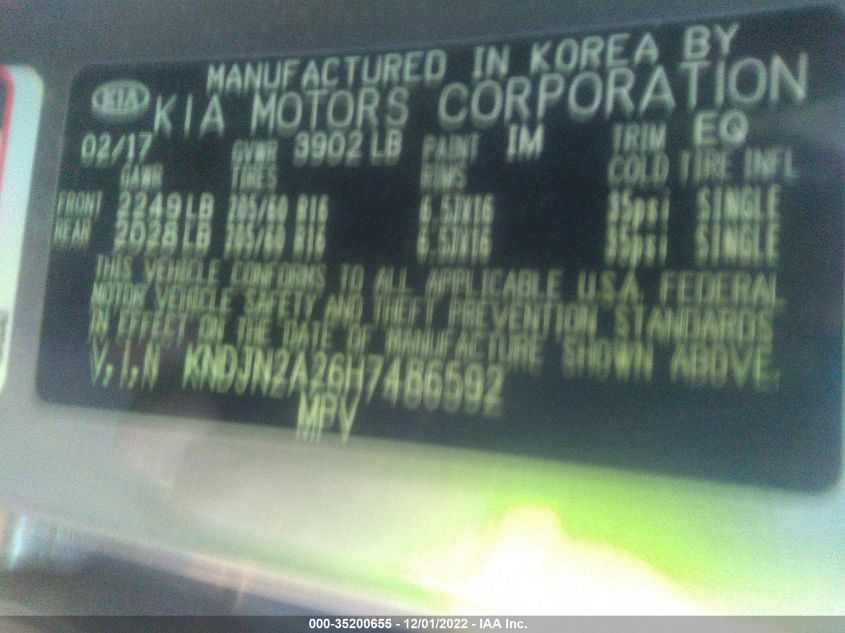 MANUFACTURED IN KOREA BY
KIA KIA MOTORS CORPORATION
02/17 GVWR 3902 LB PAINT IM TRIM EQ
GAWR TIRES RIMS COLD TIRE INFL
FRONT 2249 LB 205/60 R16 6.5JX16 35psi SINGLE
REAR 2028 LB 205/60 R16 6.5JX16 35psi SINGLE
THIS VEHICLE CONFORMS TO ALL APPLICABLE U.S.A. FEDERAL
MOTOR VEHICLE SAFETY AND THEFT PREVENTION STANDARDS
IN EFFECT ON THE DATE OF MANUFACTURE SHOWN ABOVE.
V.I.N KNDJN2A26H7486592
MPV
000-35200655 - 12/01/2022 - IAA Inc.